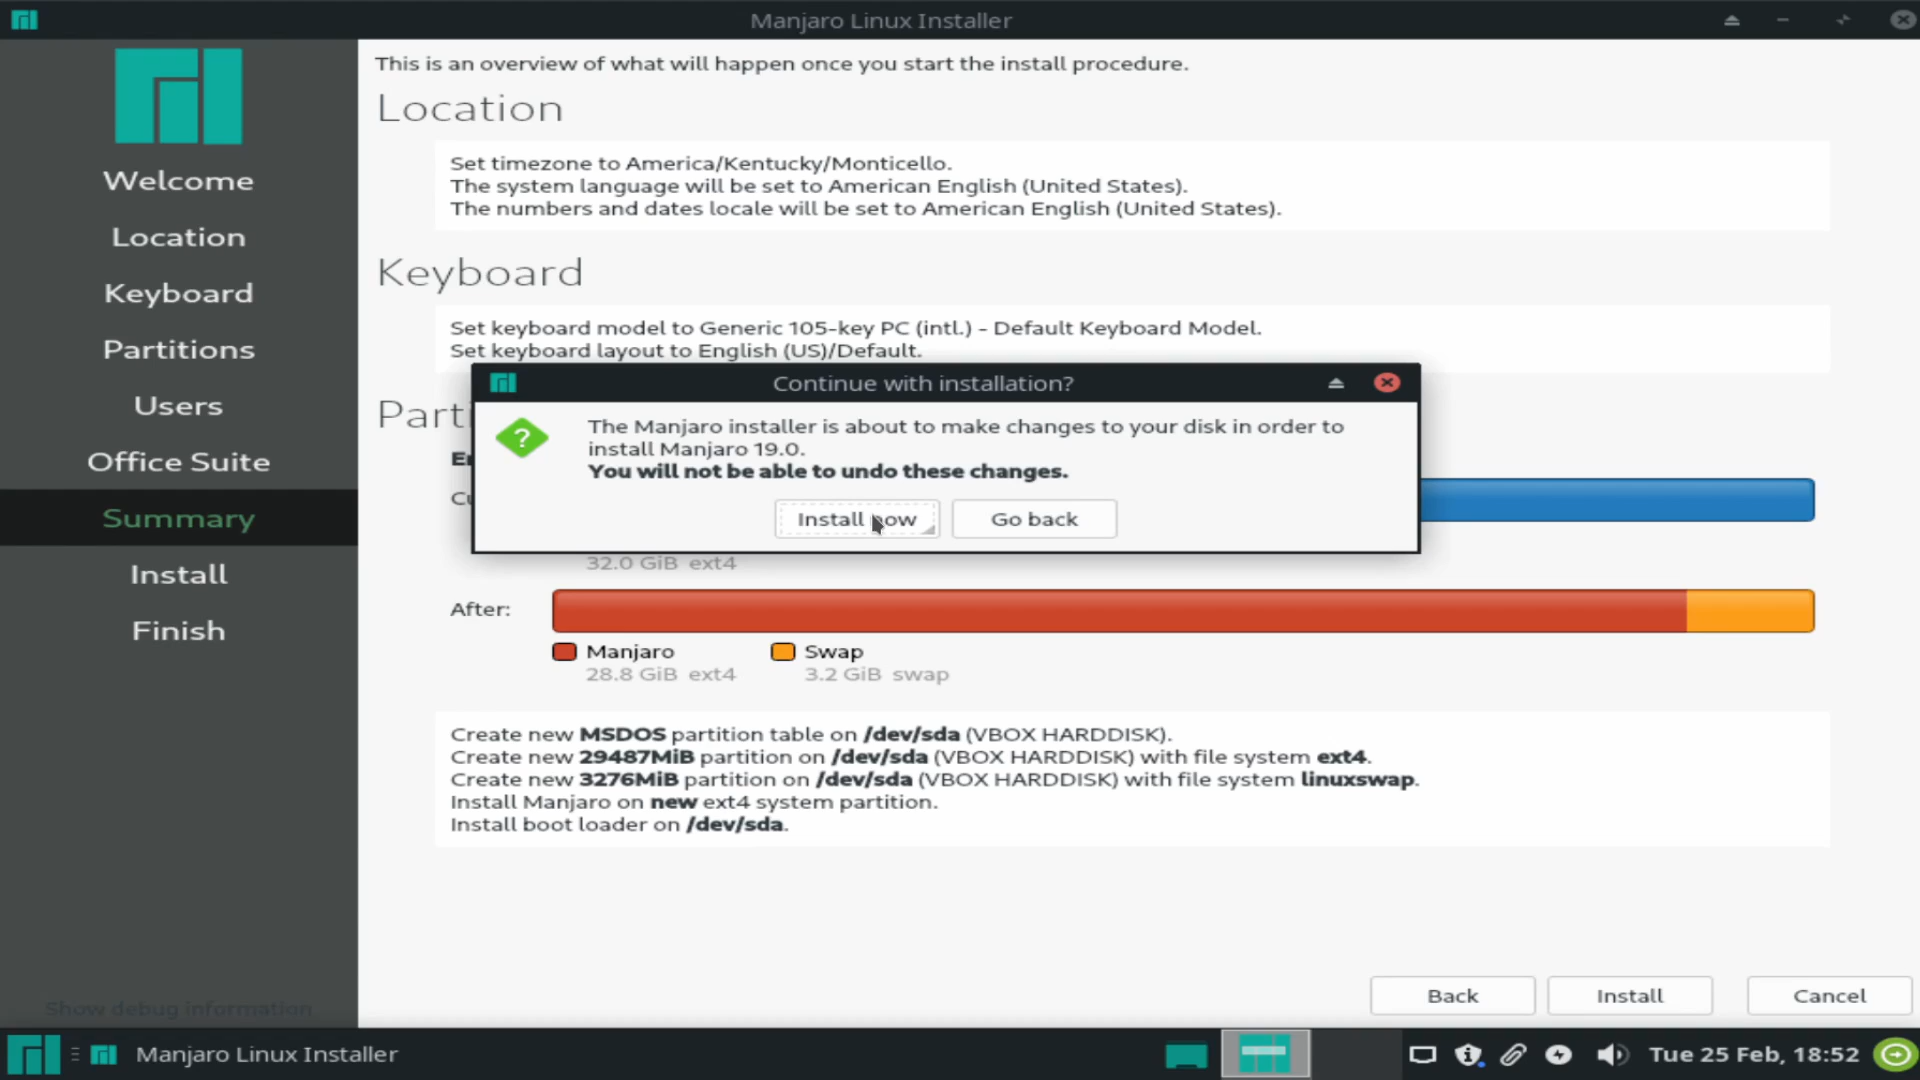 Manjaro Linux Installer
This is an overview of what will happen once you start the install procedure.
Location
Set timezone to America/Kentucky/Monticello.
The system language will be set to American English (United States).
The numbers and dates locale will be set to American English (United States).
Keyboard
Set keyboard model to Generic 105-key PC (intl.) - Default Keyboard Model.
Set keyboard layout to English (US)/Default.
Welcome
Location
Keyboard
Partitions
Users
Office Suite
Summary
Install
Finish
Show debug information
Continue with installation?
The Manjaro installer is about to make changes to your disk in order to
install Manjaro 19.0.
You will not be able to undo these changes.
Install now
Go back
32.0 GiB ext4
After:
Manjaro
28.8 GiB ext4
Swap
3.2 GiB swap
Create new MSDOS partition table on /dev/sda (VBOX HARDDISK).
Create new 29487MiB partition on /dev/sda (VBOX HARDDISK) with file system ext4.
Create new 3276MiB partition on /dev/sda (VBOX HARDDISK) with file system linuxswap.
Install Manjaro on new ext4 system partition.
Install boot loader on /dev/sda.
Back
Install
Cancel
Manjaro Linux Installer
Tue 25 Feb, 18:52